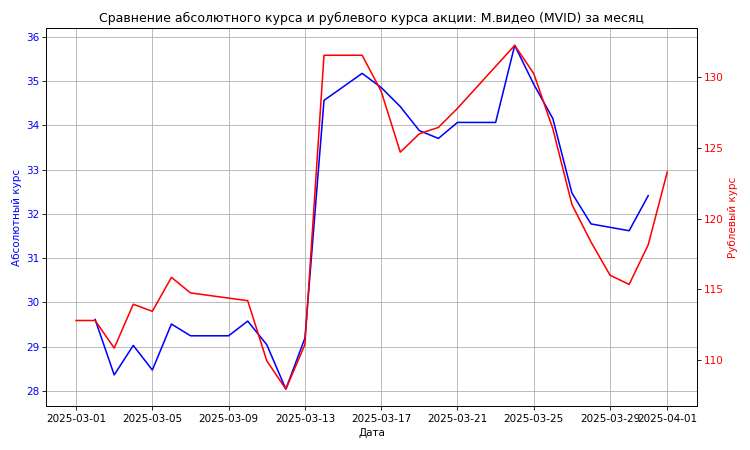 Сравнение абсолютного курса и рублевого курса акции: М.видео (MVID) за месяц
36
35
34
33
32
31
30
29
28
Абсолютный курс
130
125
120
115
110
Рублевый курс
2025-03-01 2025-03-05 2025-03-09 2025-03-13 2025-03-17 2025-03-21 2025-03-25 2025-03-29 2025-04-01
Дата